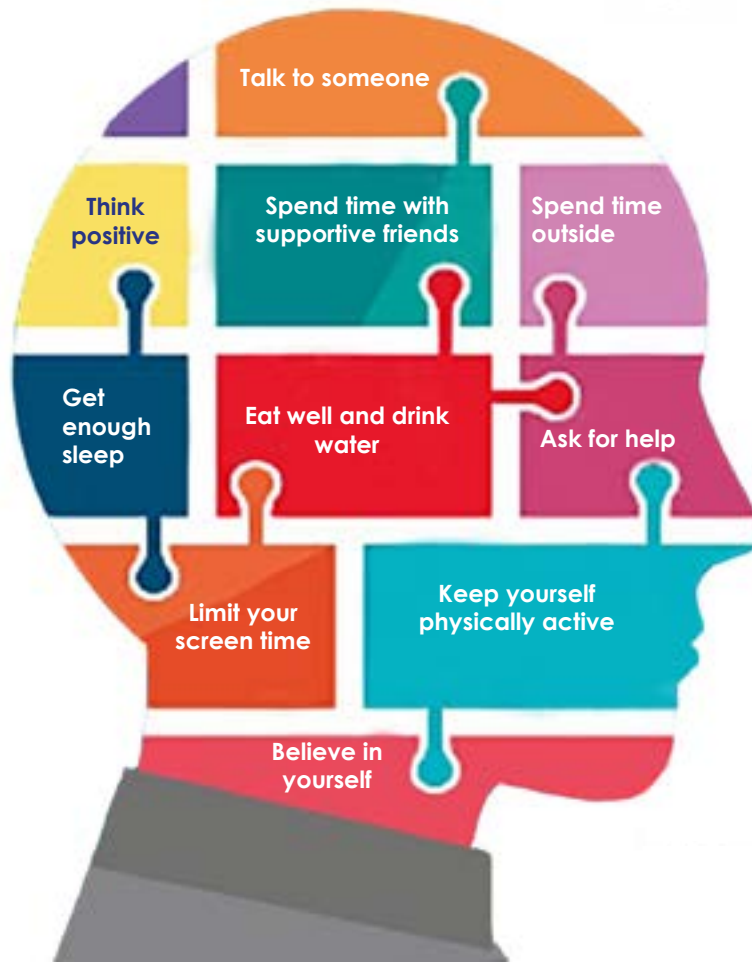 Talk to someone
Think
positive
Spend time with
supportive friends
Spend time
outside
Get
enough
sleep
Eat well and drink
water
Ask for help
Limit your
screen time
Keep yourself
physically active
Believe in
yourself